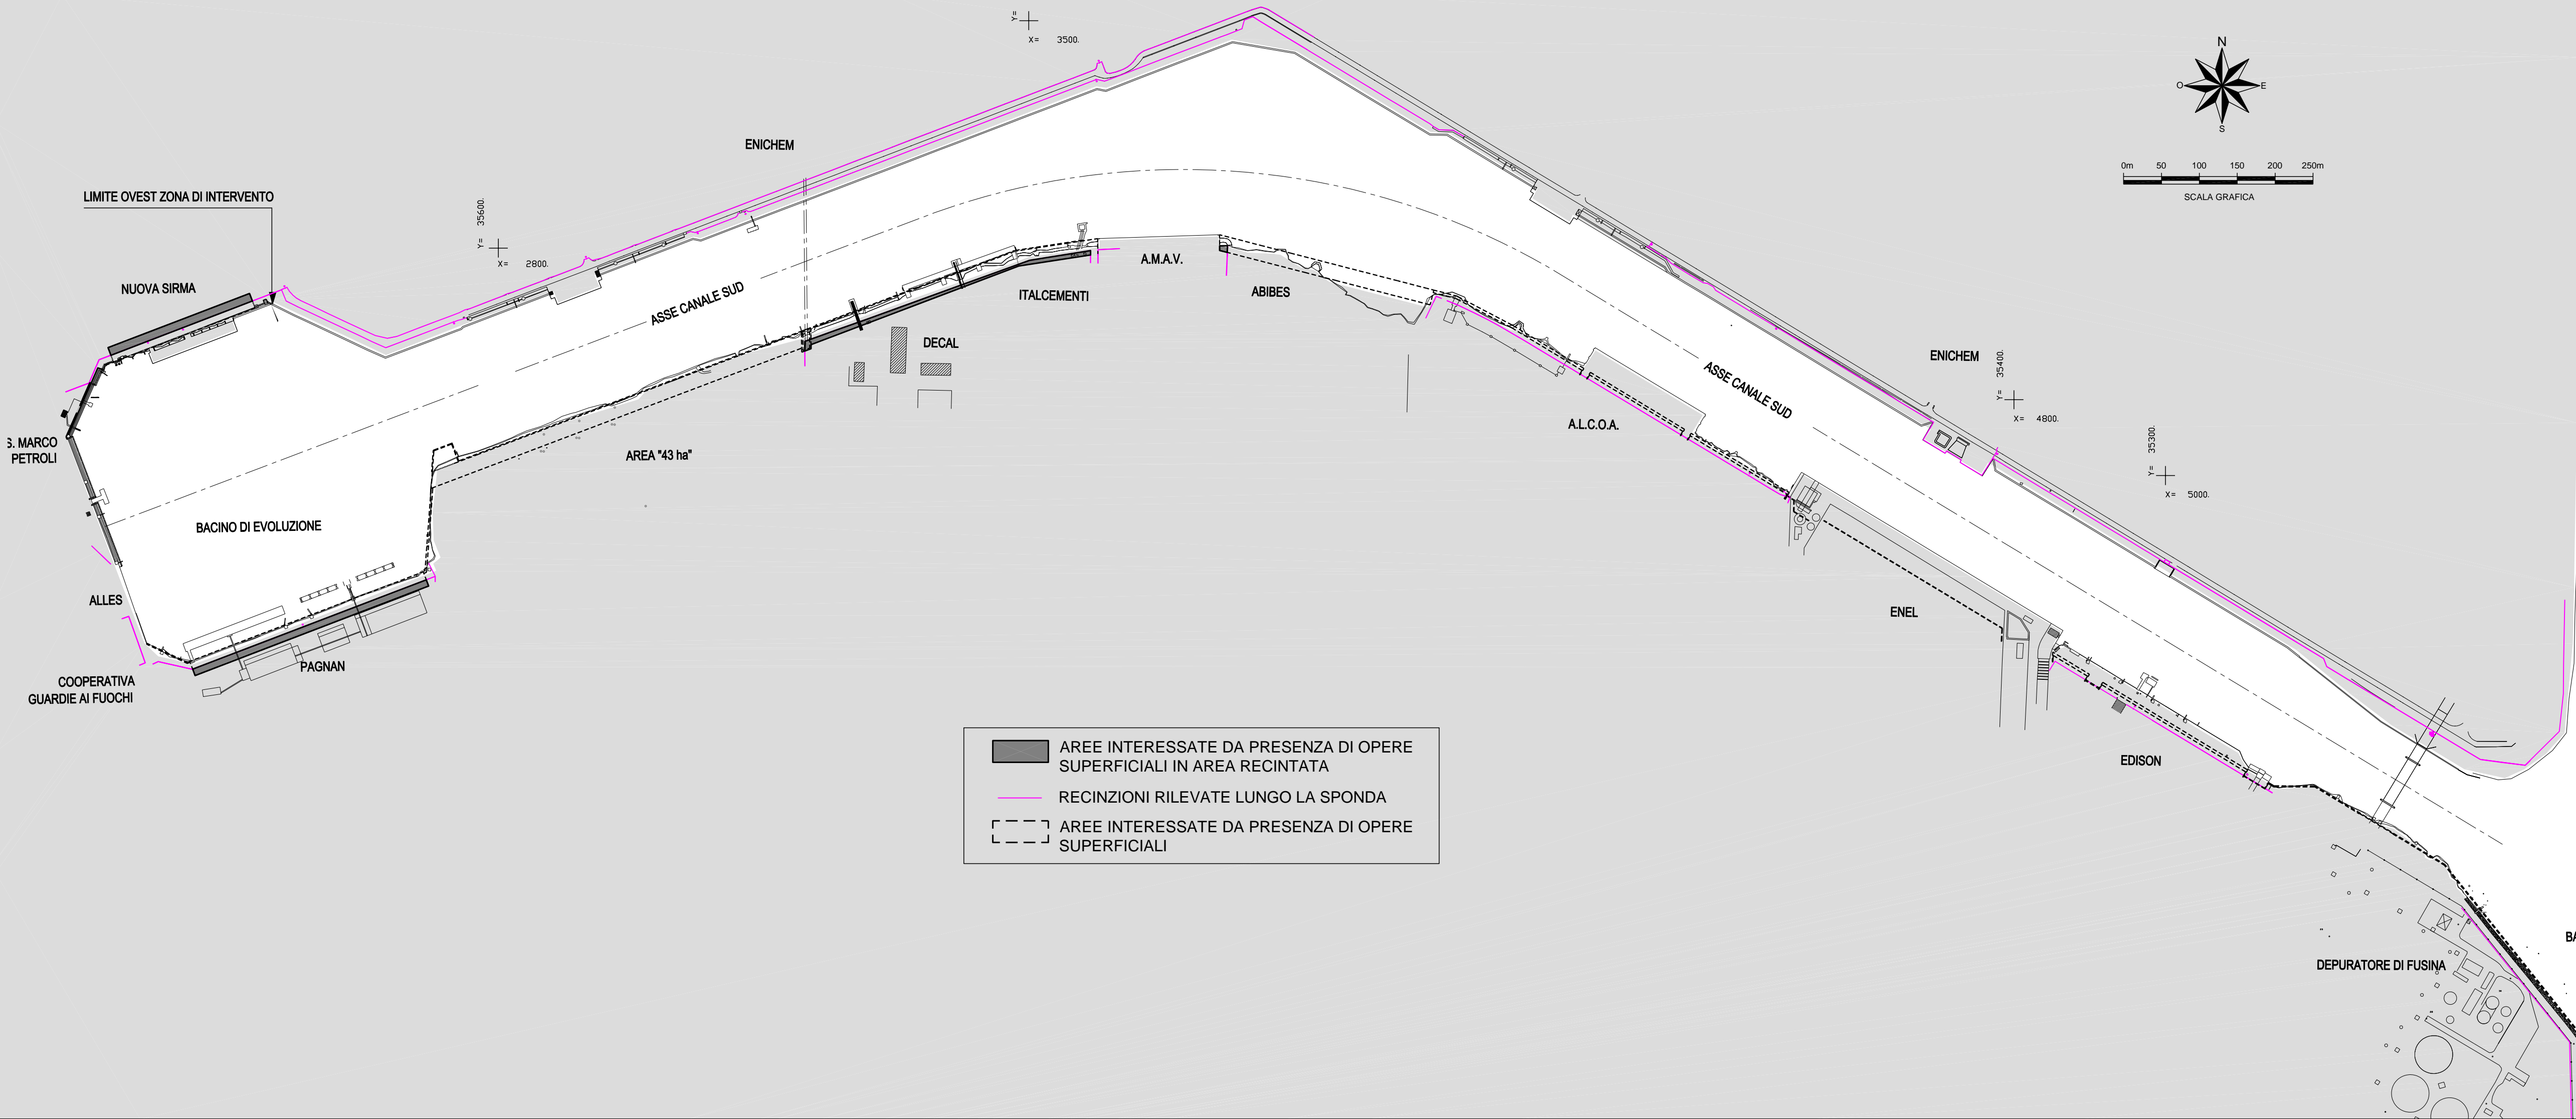 Y=
X= 3500.
N
O
E
S
0m 50 100 150 200 250m
SCALA GRAFICA
ENICHEM
LIMITE OVEST ZONA DI INTERVENTO
Y= 35600.
X= 2800.
NUOVA SIRMA
ASSE CANALE SUD
A.M.A.V.
ITALCEMENTI
ABIBES
DECAL
ENICHEM
ASSE CANALE SUD
Y= 35400.
X= 4800.
A.L.C.O.A.
S. MARCO
PETROLI
AREA "43 ha"
Y= 35300.
X= 5000.
BACINO DI EVOLUZIONE
ALLES
ENEL
PAGNAN
COOPERATIVA
GUARDIE AI FUOCHI
EDISON
AREE INTERESSATE DA PRESENZA DI OPERE
SUPERFICIALI IN AREA RECINTATA
RECINZIONI RILEVATE LUNGO LA SPONDA
AREE INTERESSATE DA PRESENZA DI OPERE
SUPERFICIALI
BA
DEPURATORE DI FUSINA